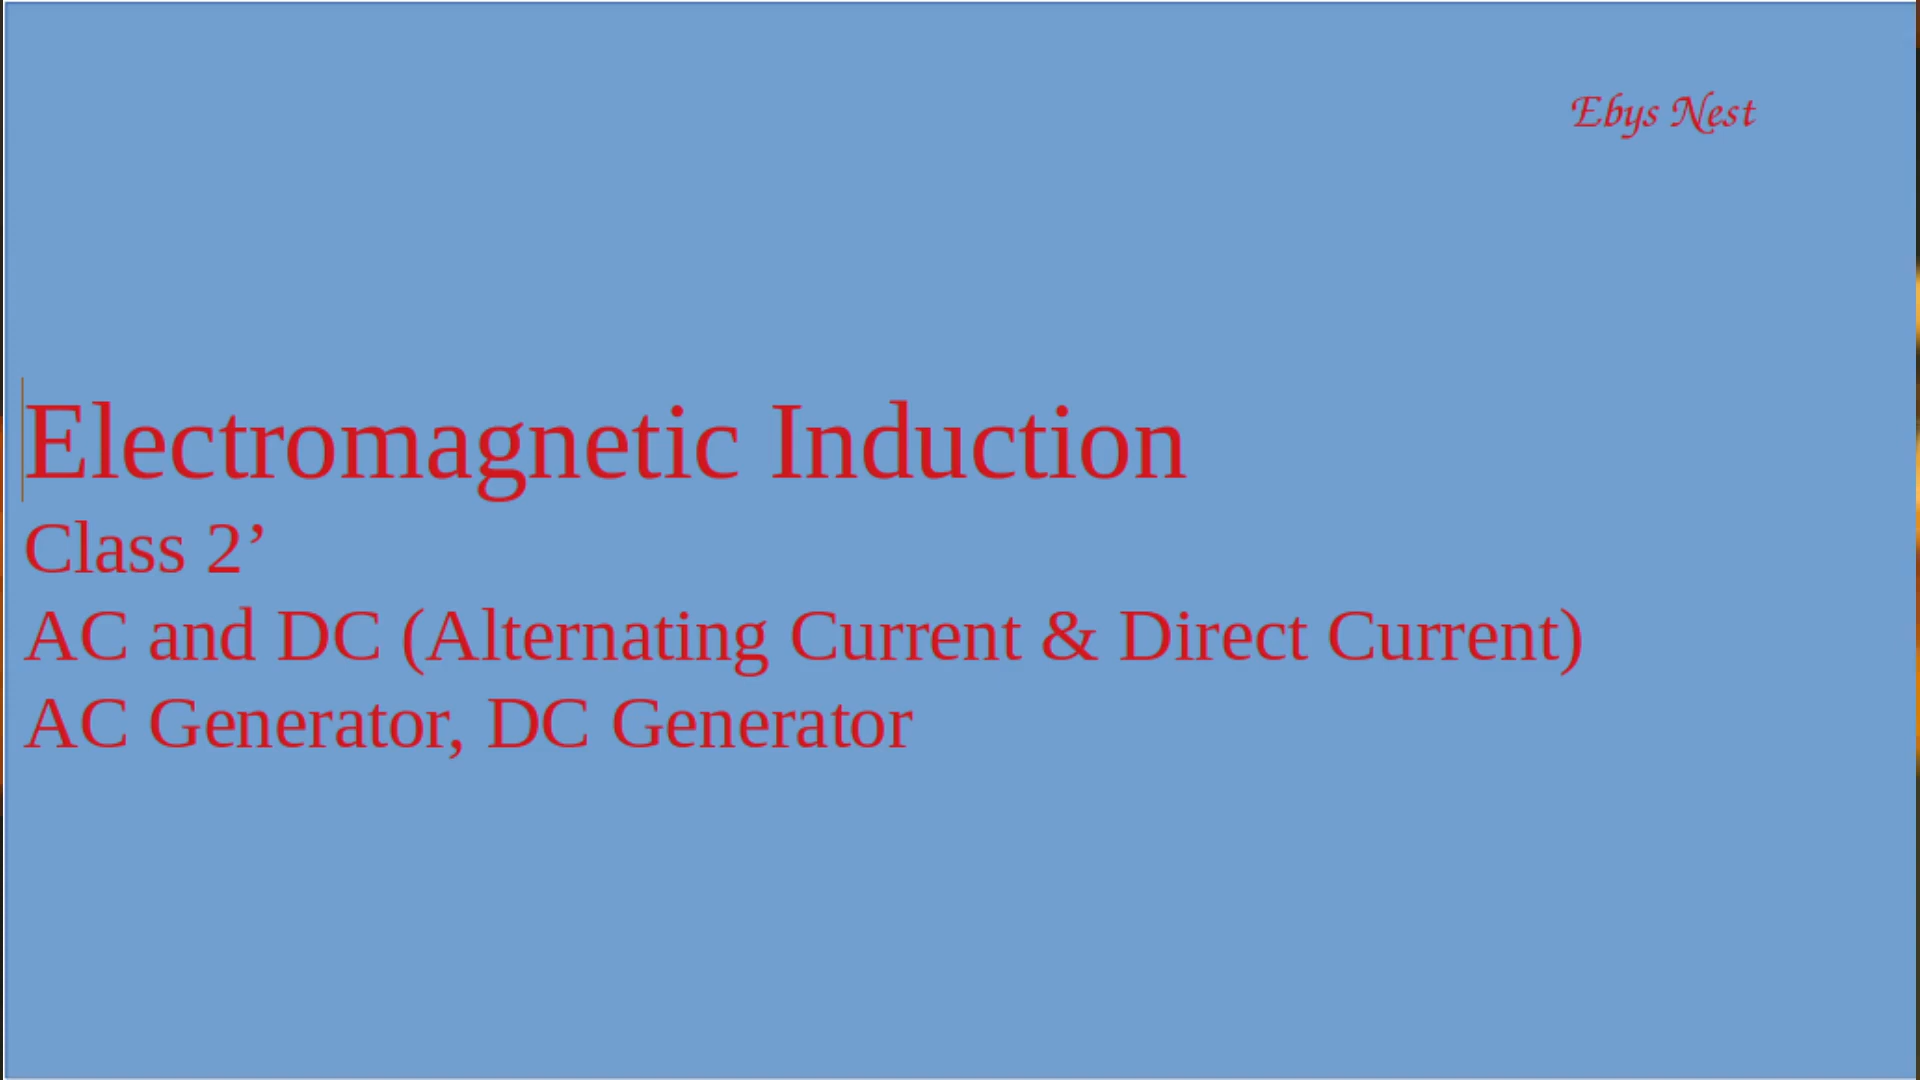 Ebys Nest
Electromagnetic Induction
Class 2’
AC and DC (Alternating Current & Direct Current)
AC Generator, DC Generator